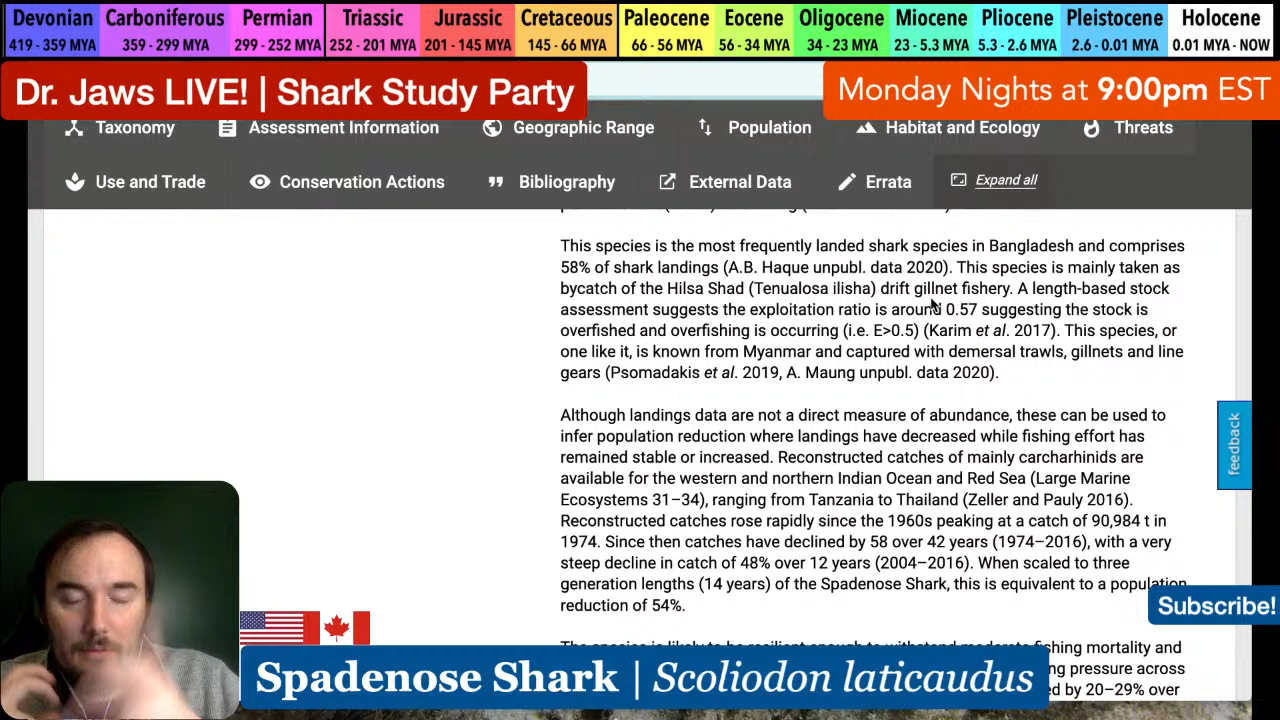 Devonian Carboniferous Permian Triassic Jurassic Cretaceous Paleocene Eocene Oligocene Miocene Pliocene Pleistocene Holocene
419 - 359 MYA 359 - 299 MYA 299 - 252 MYA 252 - 201 MYA 201 - 145 MYA 145 - 66 MYA 66 - 56 MYA 56 - 34 MYA 34 - 23 MYA 23 - 5.3 MYA 5.3 - 2.6 MYA 2.6 - 0.01 MYA 0.01 MYA - NOW
Dr. Jaws LIVE! | Shark Study Party
Monday Nights at 9:00pm EST
Taxonomy Assessment Information Geographic Range Population Habitat and Ecology Threats
Use and Trade Conservation Actions Bibliography External Data Errata Expand all
This species is the most frequently landed shark species in Bangladesh and comprises
58% of shark landings (A.B. Haque unpubl. data 2020). This species is mainly taken as
bycatch of the Hilsa Shad (Tenualosa ilisha) drift gillnet fishery. A length-based stock
assessment suggests the exploitation ratio is around 0.57 suggesting the stock is
overfished and overfishing is occurring (i.e. E>0.5) (Karim et al. 2017). This species, or
one like it, is known from Myanmar and captured with demersal trawls, gillnets and line
gears (Psomadakis et al. 2019, A. Maung unpubl. data 2020).
Although landings data are not a direct measure of abundance, these can be used to
infer population reduction where landings have decreased while fishing effort has
remained stable or increased. Reconstructed catches of mainly carcharhinids are
available for the western and northern Indian Ocean and Red Sea (Large Marine
Ecosystems 31–34), ranging from Tanzania to Thailand (Zeller and Pauly 2016).
Reconstructed catches rose rapidly since the 1960s peaking at a catch of 90,984 t in
1974. Since then catches have declined by 58 over 42 years (1974–2016), with a very
steep decline in catch of 48% over 12 years (2004–2016). When scaled to three
generation lengths (14 years) of the Spadenose Shark, this is equivalent to a population
reduction of 54%.
fishing mortality and
ng pressure across
ed by 20–29% over
feedback
Subscribe!
Spadenose Shark | Scoliodon laticaudus